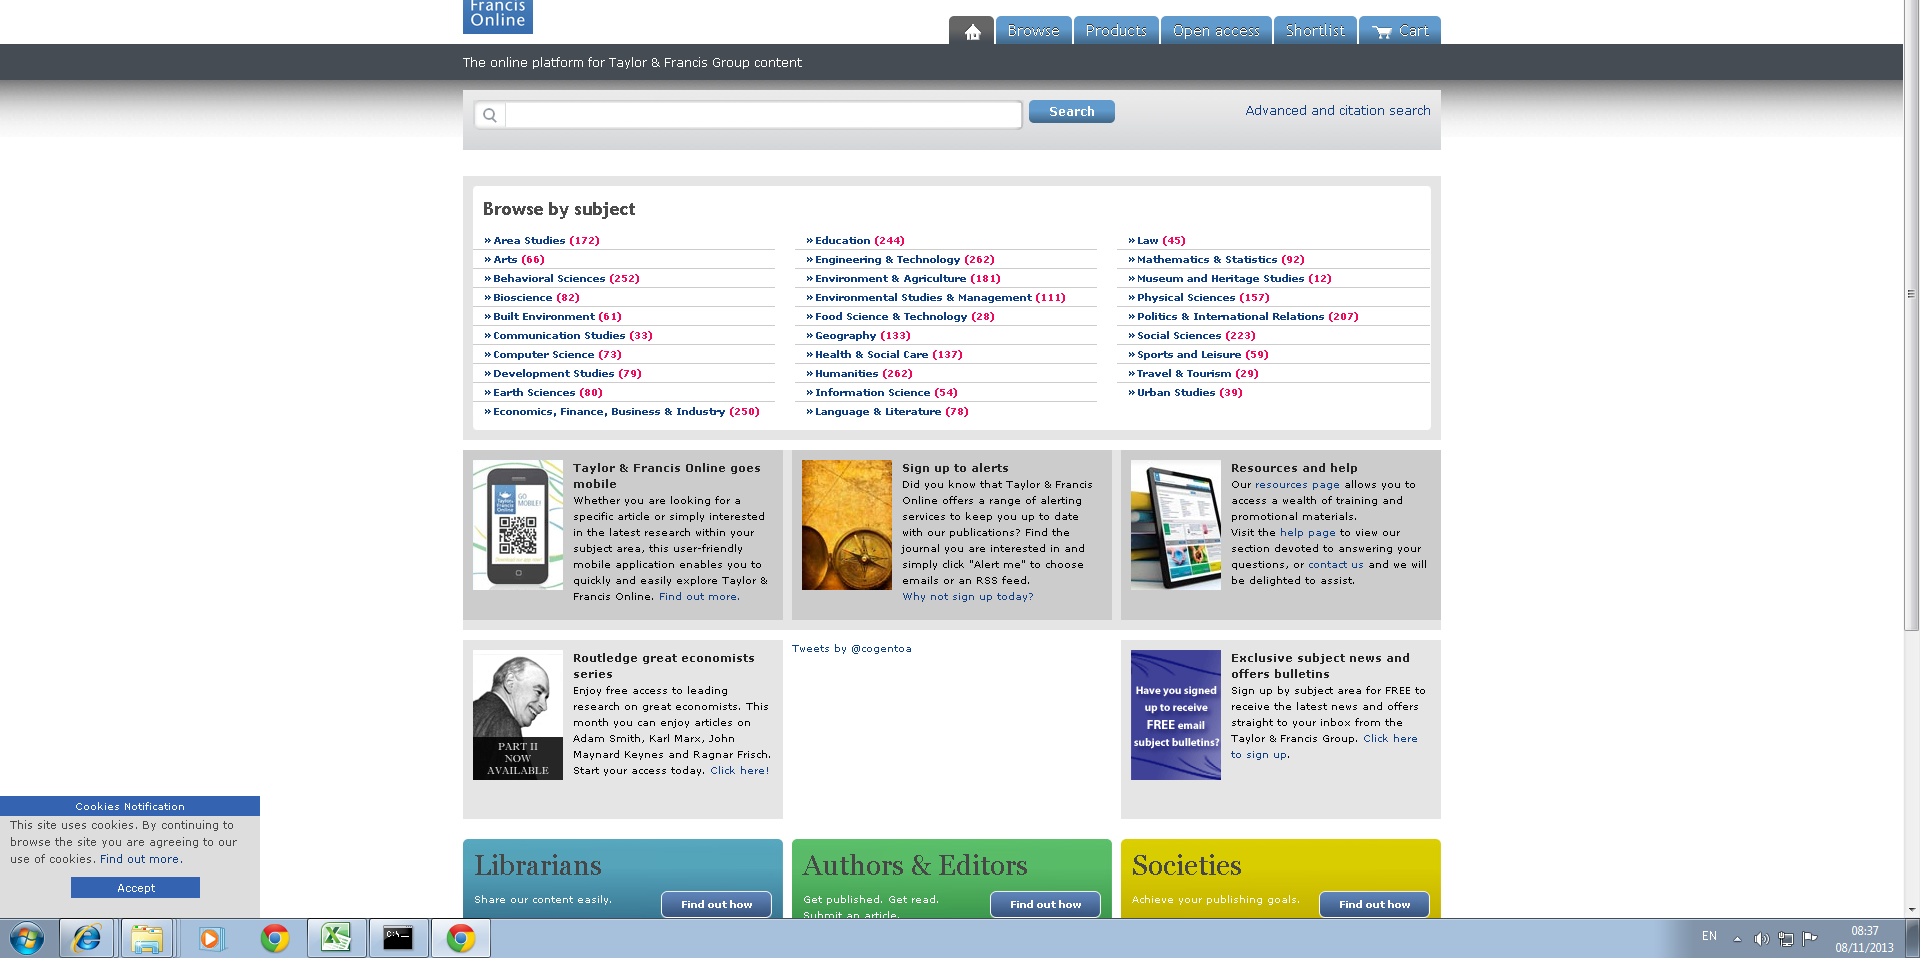 Francis
Online
Browse
Products
Open access
Shortlist
Cart
The online platform for Taylor & Francis Group content
Search
Advanced and citation search
Browse by subject
» Area Studies (172)
» Arts (66)
» Behavioral Sciences (252)
» Bioscience (82)
» Built Environment (61)
» Communication Studies (33)
» Computer Science (73)
» Development Studies (79)
» Earth Sciences (80)
» Economics, Finance, Business & Industry (250)
» Education (244)
» Engineering & Technology (262)
» Environment & Agriculture (181)
» Environmental Studies & Management (111)
» Food Science & Technology (28)
» Geography (133)
» Health & Social Care (137)
» Humanities (262)
» Information Science (54)
» Language & Literature (78)
» Law (45)
» Mathematics & Statistics (92)
» Museum and Heritage Studies (12)
» Physical Sciences (157)
» Politics & International Relations (207)
» Social Sciences (223)
» Sports and Leisure (59)
» Travel & Tourism (29)
» Urban Studies (39)
GO
MOBILE!
Taylor & Francis Online goes
mobile
Whether you are looking for a
specific article or simply interested
in the latest research within your
subject area, this user-friendly
mobile application enables you to
quickly and easily explore Taylor &
Francis Online. Find out more.
Sign up to alerts
Did you know that Taylor & Francis
Online offers a range of alerting
services to keep you up to date
with our publications? Find the
journal you are interested in and
simply click "Alert me" to choose
emails or an RSS feed.
Why not sign up today?
Resources and help
Our resources page allows you to
access a wealth of training and
promotional materials.
Visit the help page to view our
section devoted to answering your
questions, or contact us and we will
be delighted to assist.
PART II
NOW
AVAILABLE
Routledge great economists
series
Enjoy free access to leading
research on great economists. This
month you can enjoy articles on
Adam Smith, Karl Marx, John
Maynard Keynes and Ragnar Frisch.
Start your access today. Click here!
Tweets by @cogentoa
Have you signed
up to receive
FREE email
subject bulletins?
Exclusive subject news and
offers bulletins
Sign up by subject area for FREE to
receive the latest news and offers
straight to your inbox from the
Taylor & Francis Group. Click here
to sign up.
Cookies Notification
This site uses cookies. By continuing to
browse the site you are agreeing to our
use of cookies. Find out more.
Accept
Librarians
Share our content easily.
Find out how
Authors & Editors
Get published. Get read.
Submit an article.
Find out how
Societies
Achieve your publishing goals.
Find out how
EN
08:37
08/11/2013